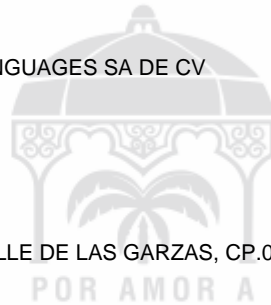 NGUAGES SA DE CV
LLE DE LAS GARZAS, CP.0
POR AMOR A